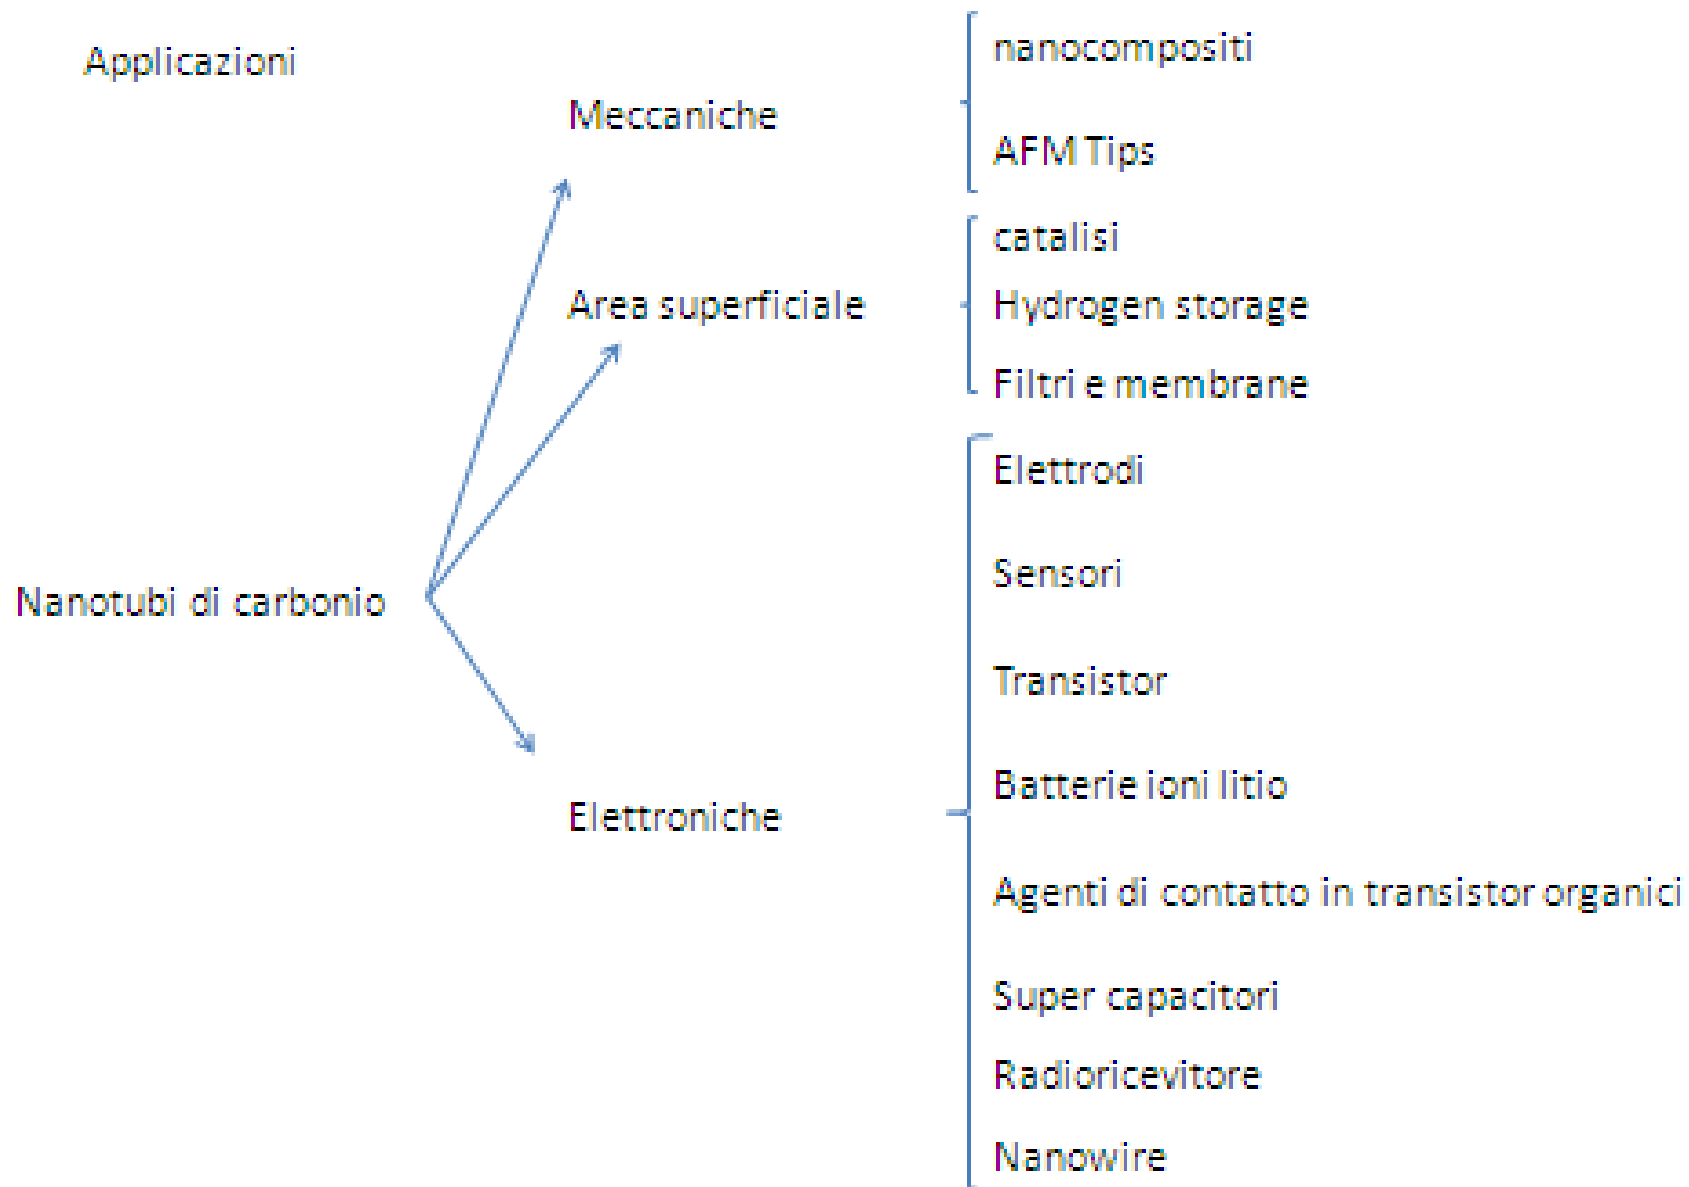 Applicazioni
Meccaniche
nanocompositi
AFM Tips
Area superficiale
catalisi
Hydrogen storage
Filtri e membrane
Nanotubi di carbonio
Elettroniche
Elettrodi
Sensori
Transistor
Batterie ioni litio
Agenti di contatto in transistor organici
Super capacitori
Radioricevitore
Nanowire